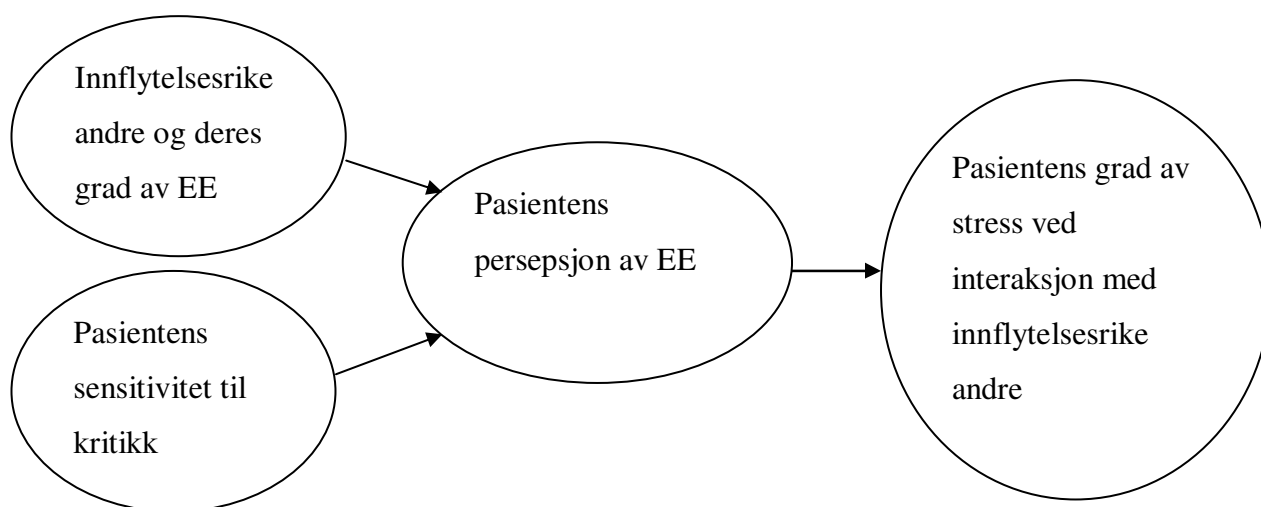 Innflytelsesrike
andre og deres
grad av EE
Pasientens
sensitivitet til
kritikk
Pasientens
persepsjon av EE
Pasientens grad av
stress ved
interaksjon med
innflytelsesrike
andre